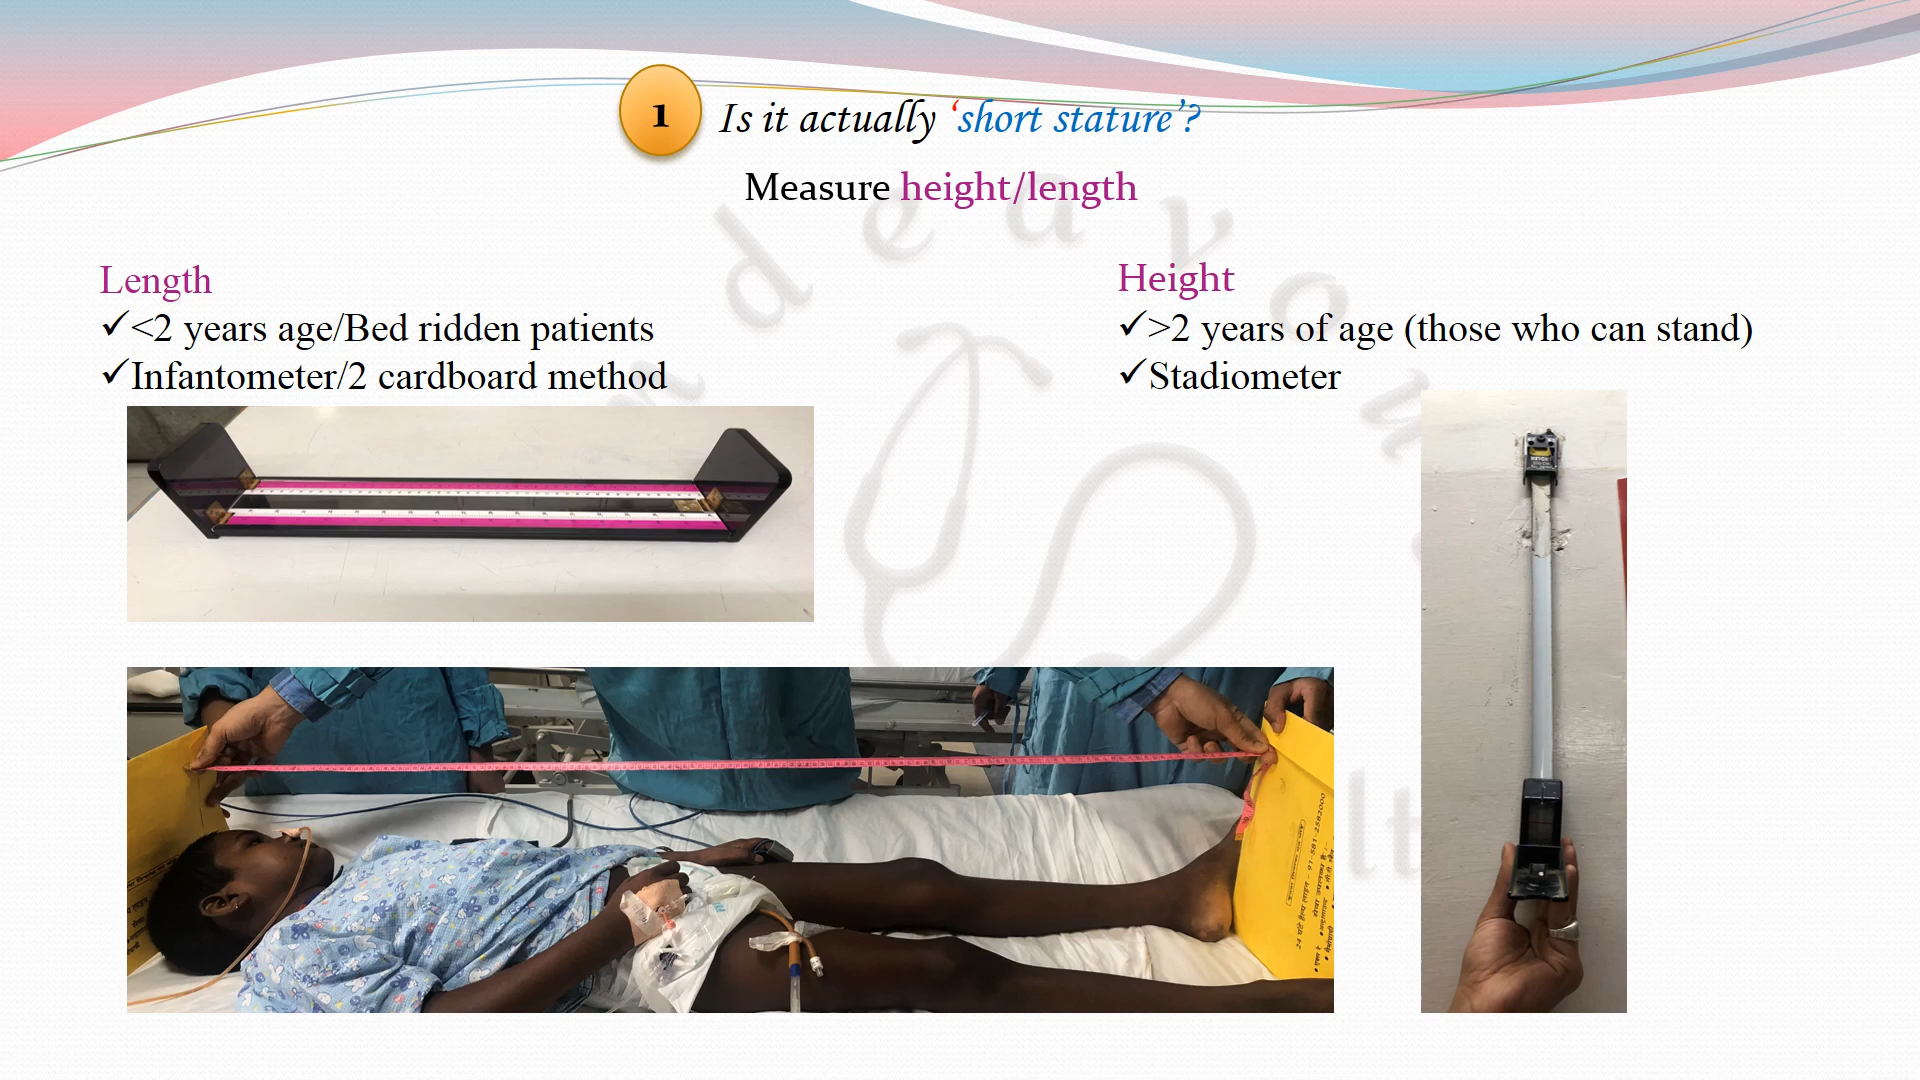 1
Is it actually ‘short stature’?
Measure height/length
Length
✓<2 years age/Bed ridden patients
✓Infantometer/2 cardboard method
Height
✓>2 years of age (those who can stand)
✓Stadiometer